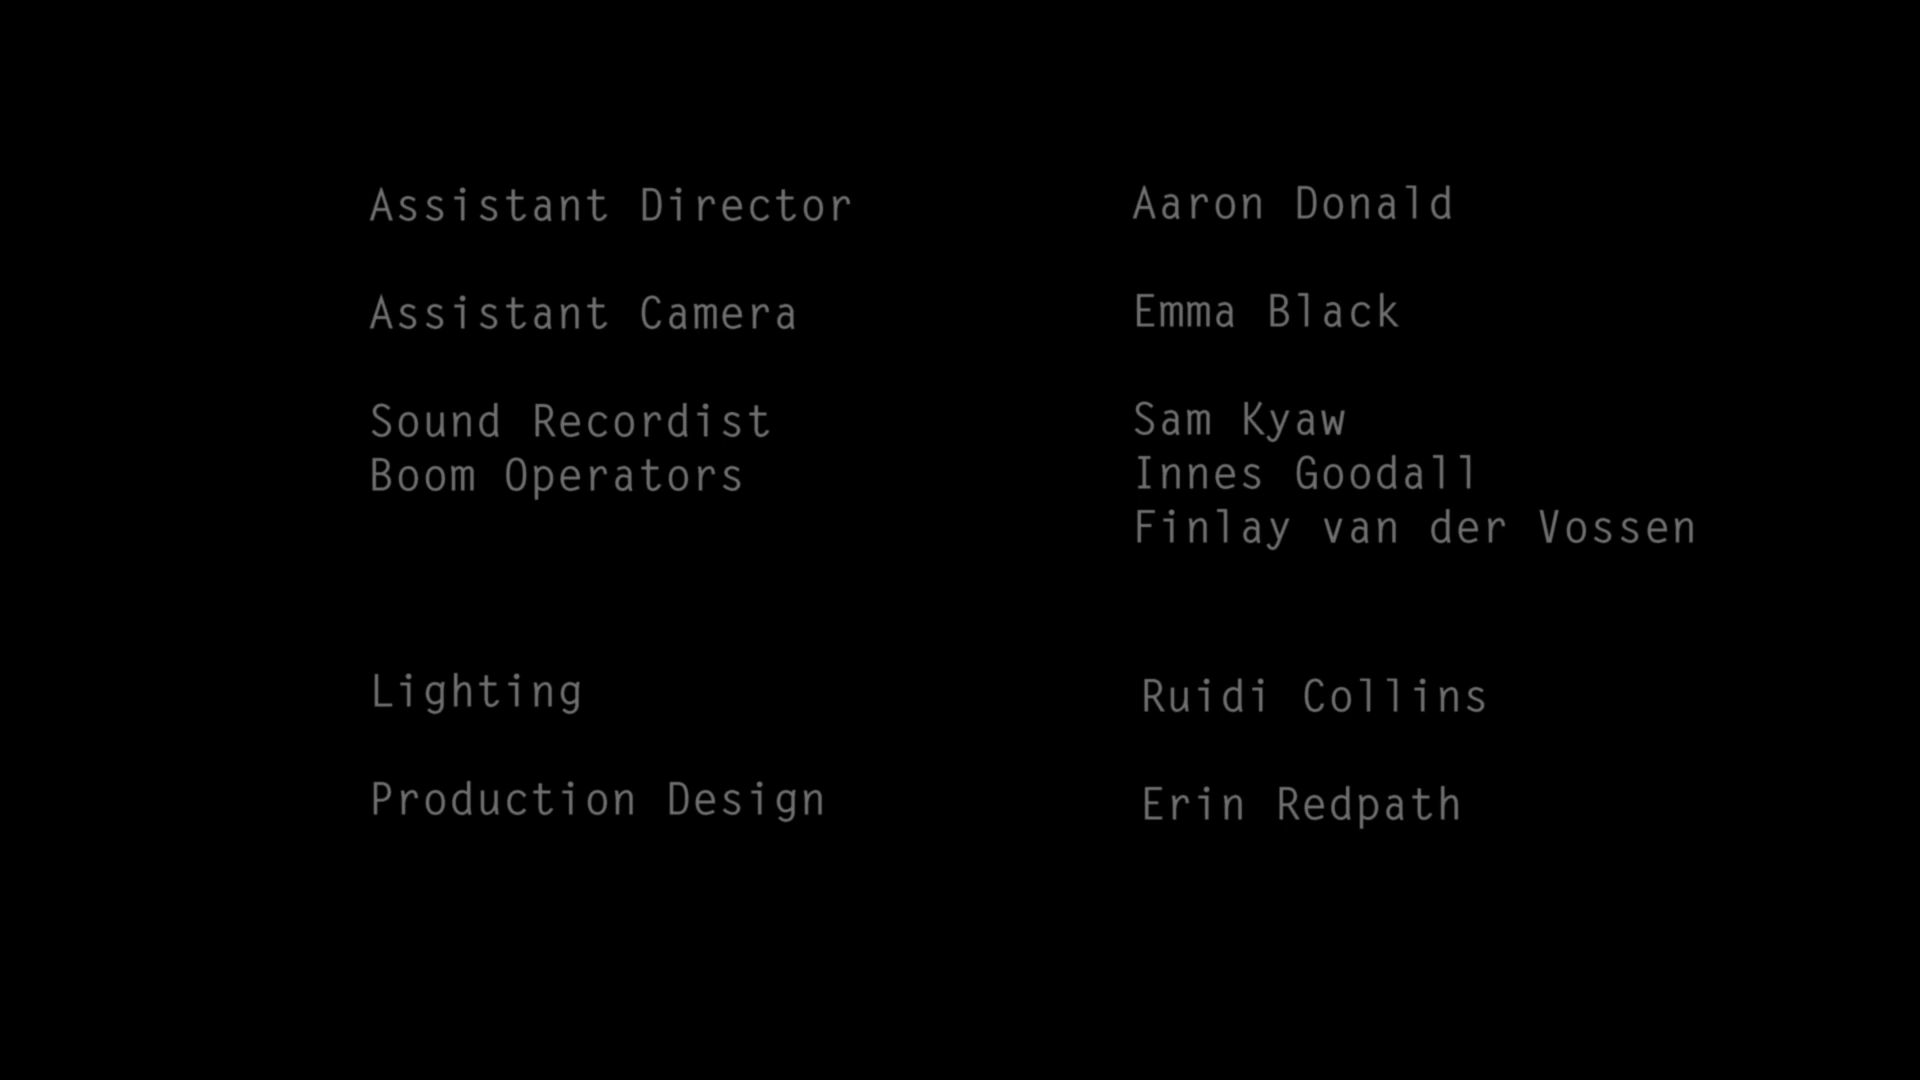 Assistant Director Aaron Donald
Assistant Camera Emma Black
Sound Recordist Sam Kyaw
Boom Operators Innes Goodall
Finlay van der Vossen
Lighting Ruidi Collins
Production Design Erin Redpath